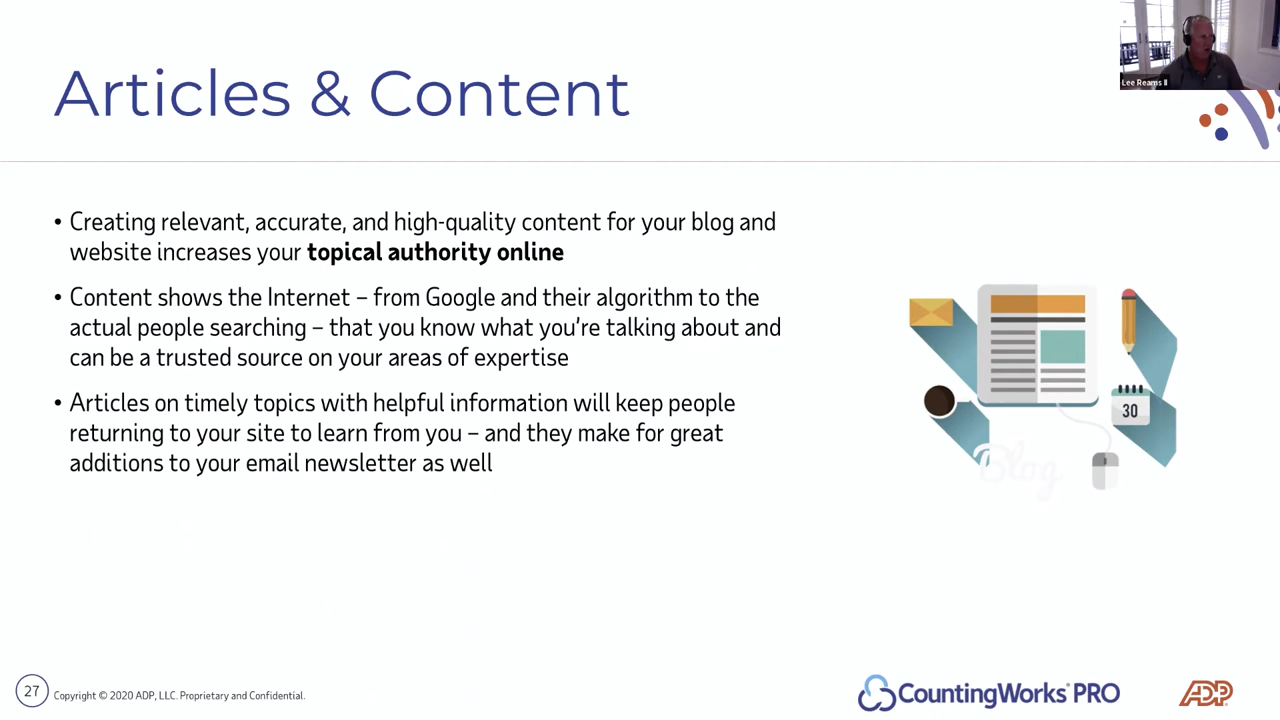 Lee Reams II
Articles & Content
• Creating relevant, accurate, and high-quality content for your blog and
website increases your topical authority online
• Content shows the Internet – from Google and their algorithm to the
actual people searching – that you know what you're talking about and
can be a trusted source on your areas of expertise
• Articles on timely topics with helpful information will keep people
returning to your site to learn from you – and they make for great
additions to your email newsletter as well
30
Blog
27
Copyright © 2020 ADP, LLC. Proprietary and Confidential.
CountingWorks PRO
ADP